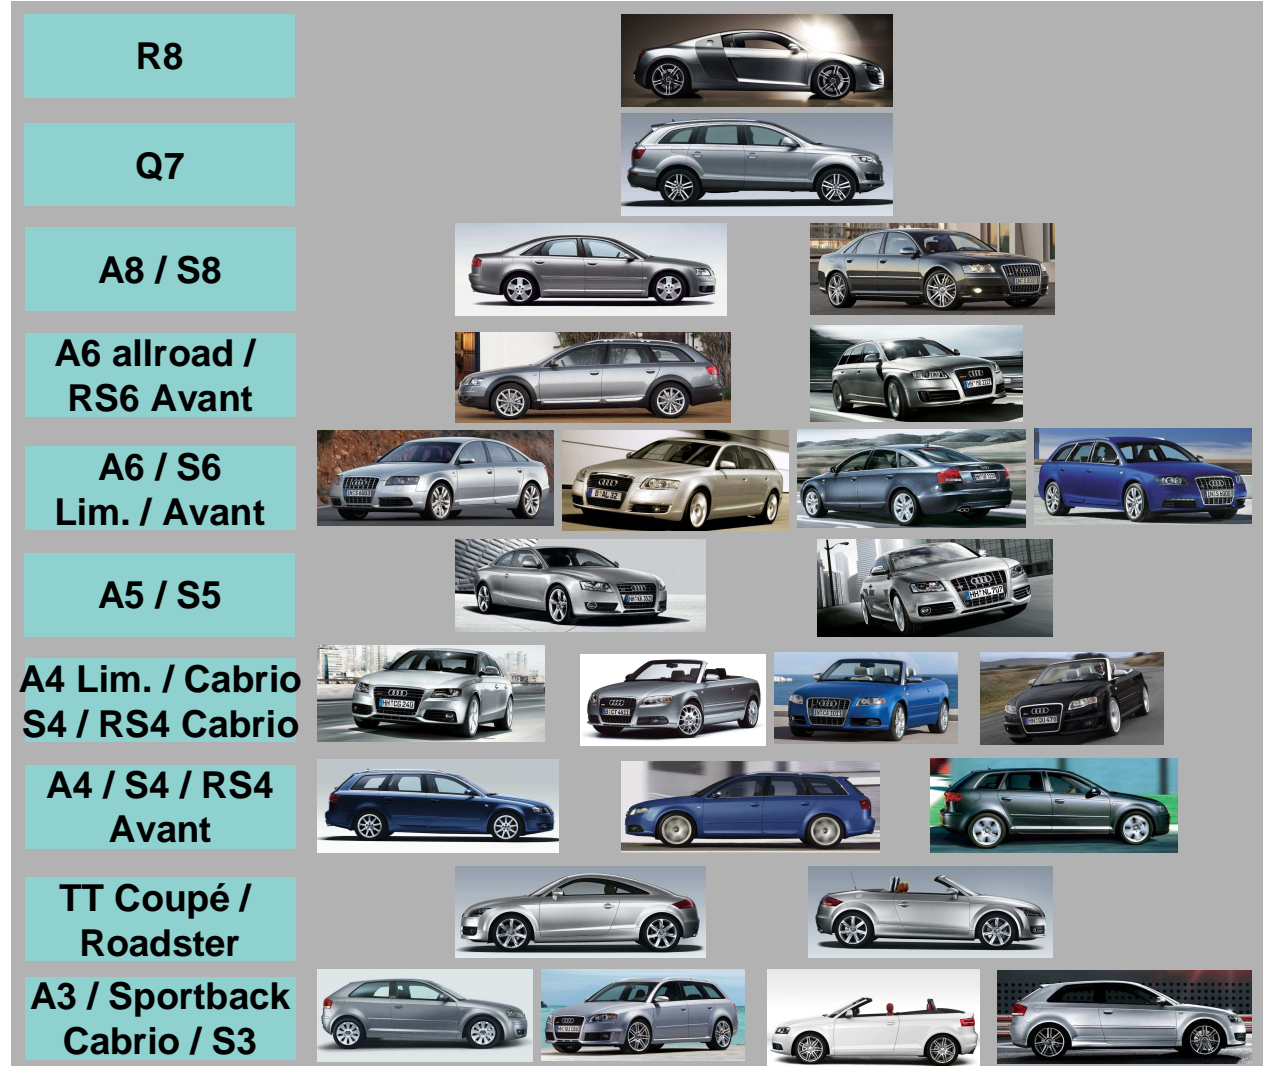 R8
Q7
A8 / S8
A6 allroad /
RS6 Avant
A6 / S6
Lim. / Avant
A5 / S5
A4 Lim. / Cabrio
S4 / RS4 Cabrio
A4 / S4 / RS4
Avant
TT Coupé /
Roadster
A3 / Sportback
Cabrio / S3